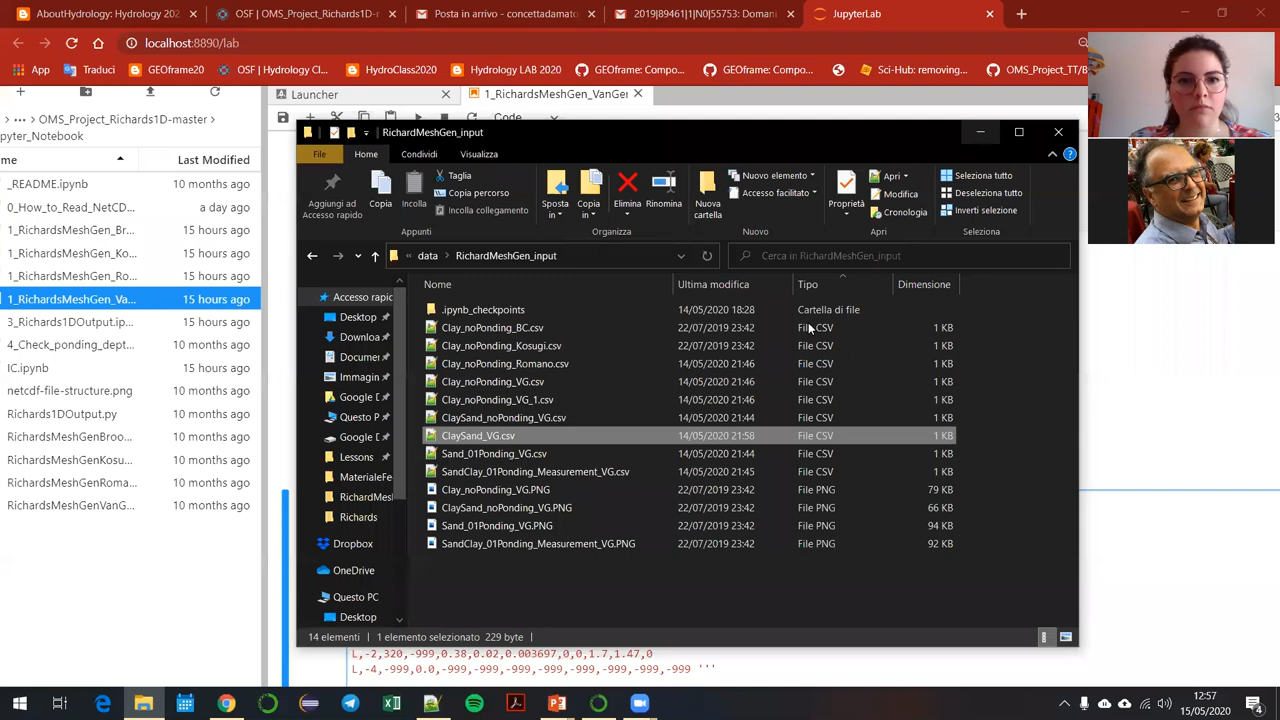 AboutHydrology: Hydrology 202
OSF | OMS_Project_Richards1D-m
Posta in arrivo - concettadamato
2019|89461|1|N0|55753: Domani
JupyterLab
localhost:8890/lab
App
Traduci
GEOframe20
OSF | Hydrology Cl...
HydroClass2020
Hydrology LAB 2020
GEOframe: Compo...
GEOframe: Compo...
Sci-Hub: removing...
OMS_Project_TT/B
Launcher
1_RichardsMeshGen_VanGer
Code
··· OMS_Project_Richards1D-master
pyter_Notebook
me
Last Modified
_README.ipynb 10 months ago
0_How_to_Read_NetCD... a day ago
1_RichardsMeshGen_Br... 15 hours ago
1_RichardsMeshGen_Ko... 15 hours ago
1_RichardsMeshGen_Ro... 15 hours ago
1_RichardsMeshGen_Va... 15 hours ago
3_Richards1DOutput.ip... 10 months ago
4_Check_ponding_dept... 10 months ago
IC.ipynb 15 hours ago
netcdf-file-structure.png 10 months ago
Richards1DOutput.py 10 months ago
RichardsMeshGenBroo... 10 months ago
RichardsMeshGenKosu... 10 months ago
RichardsMeshGenRoma... 10 months ago
RichardsMeshGenVanG... 10 months ago
RichardMeshGen_input
File
Home
Condividi
Visualizza
Aggiungi ad
Accesso rapido
Copia
Incolla
Taglia
Copia percorso
Incolla collegamento
Appunti
Sposta
in
Copia
in
Elimina
Rinomina
Organizza
Nuova
cartella
Nuovo elemento
Accesso facilitato
Nuovo
Proprietà
Apri
Modifica
Cronologia
Apri
Seleziona tutto
Deseleziona tutto
Inverti selezione
Seleziona
« data > RichardMeshGen_input
Cerca in RichardMeshGen_input
Accesso rapic
Desktop
Downloa
Documer
Immagin
Google D
Questo P
Google D
Lessons
MaterialeFe
RichardMes
Richards
Dropbox
OneDrive
Questo PC
Desktop
Nome Ultima modifica Tipo Dimensione
.ipynb_checkpoints 14/05/2020 18:28 Cartella di file
Clay_noPonding_BC.csv 22/07/2019 23:42 File CSV 1 KB
Clay_noPonding_Kosugi.csv 22/07/2019 23:42 File CSV 1 KB
Clay_noPonding_Romano.csv 14/05/2020 21:46 File CSV 1 KB
Clay_noPonding_VG.csv 14/05/2020 21:46 File CSV 1 KB
Clay_noPonding_VG_1.csv 14/05/2020 21:46 File CSV 1 KB
ClaySand_noPonding_VG.csv 14/05/2020 21:44 File CSV 1 KB
ClaySand_VG.csv 14/05/2020 21:58 File CSV 1 KB
Sand_01Ponding_VG.csv 14/05/2020 21:44 File CSV 1 KB
SandClay_01Ponding_Measurement_VG.csv 14/05/2020 21:45 File CSV 1 KB
Clay_noPonding_VG.PNG 22/07/2019 23:42 File PNG 79 KB
ClaySand_noPonding_VG.PNG 22/07/2019 23:42 File PNG 66 KB
Sand_01Ponding_VG.PNG 22/07/2019 23:42 File PNG 94 KB
SandClay_01Ponding_Measurement_VG.PNG 22/07/2019 23:42 File PNG 92 KB
14 elementi
1 elemento selezionato 229 byte
L,-2,320,-999,0.38,0.02,0.003697,0,0,1.7,1.47,0
L,-4,-999,0.0,-999,-999,-999,-999,-999,-999,-999 '''
12:57
15/05/2020
4